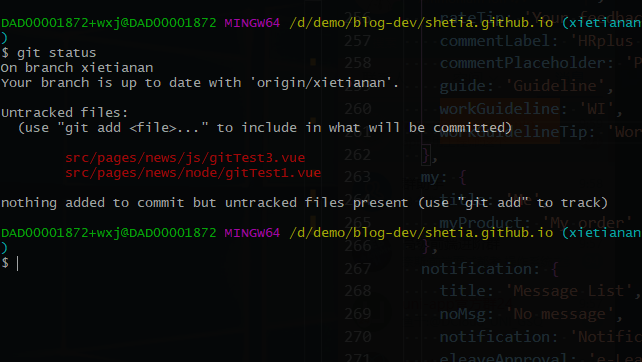 DAD00001872+wxj@DAD00001872 MINGW64 /d/demo/blog-dev/shetia.github.io (xietianan
)
$ git status
On branch xietianan
Your branch is up to date with 'origin/xietianan'.
Untracked files:
(use "git add <file>..." to include in what will be committed)
src/pages/news/js/gitTest3.vue
src/pages/news/node/gitTest1.vue
nothing added to commit but untracked files present (use "git add" to track)
DAD00001872+wxj@DAD00001872 MINGW64 /d/demo/blog-dev/shetia.github.io (xietianan
)
$
257 commentLabel: 'HRplus
258 commentPlaceholder: 'P
259 guide: 'Guideline',
260 workGuideline: 'WI',
261 workGuidelineTip: 'Wor
262 },
263 my: {
264 title:
265 myProduct: 'My order'
266 },
267 notification: {
268 title: 'Message List',
269 noMsg: 'No message',
270 notification: 'Notific
271 eleaveApproval: 'e-Lee